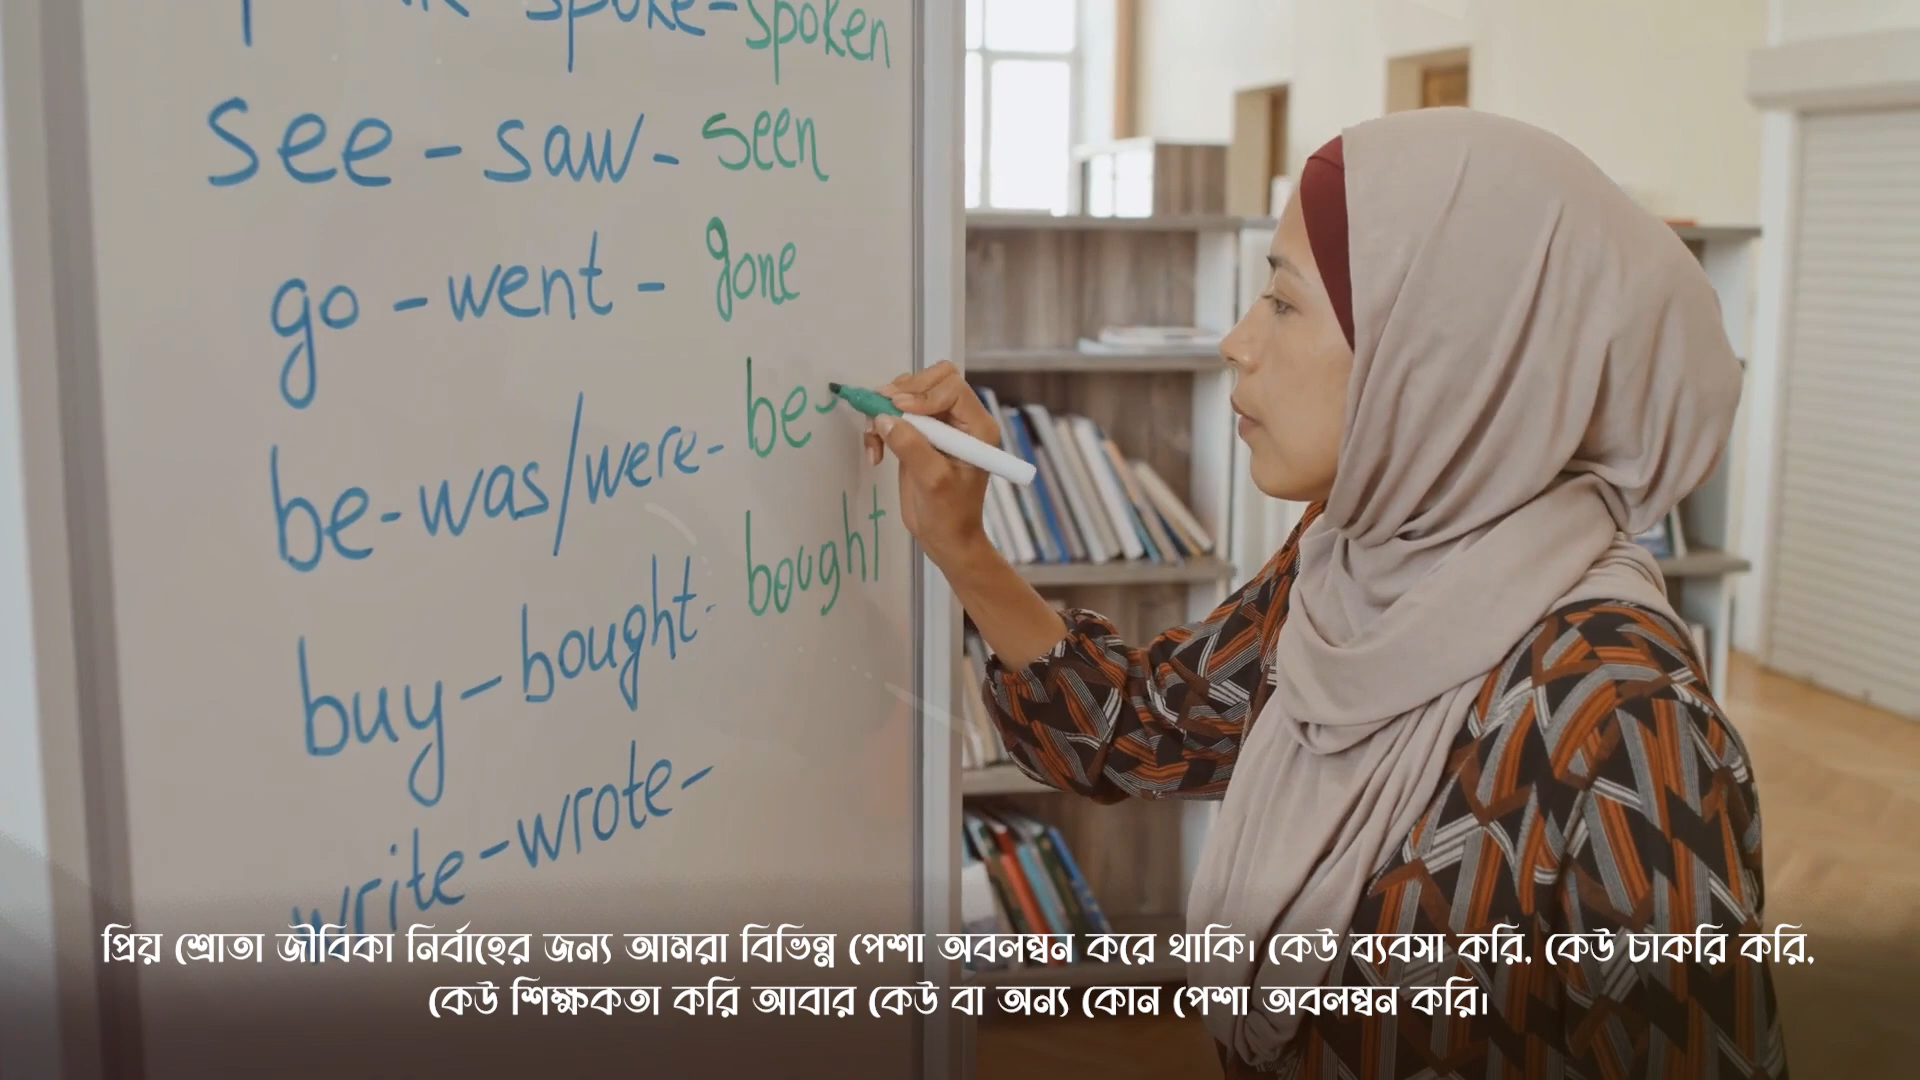 spoke-spoken
see-saw-seen
go-went-gone
be-was/were-be
buy-bought-bought
write-wrote-
প্রিয় শ্রোতা জীবিকা নির্বাহের জন্য আমরা বিভিন্ন পেশা অবলম্বন করে থাকি। কেউ ব্যবসা করি, কেউ চাকরি করি,
কেউ শিক্ষকতা করি আবার কেউ বা অন্য কোন পেশা অবলম্বন করি।